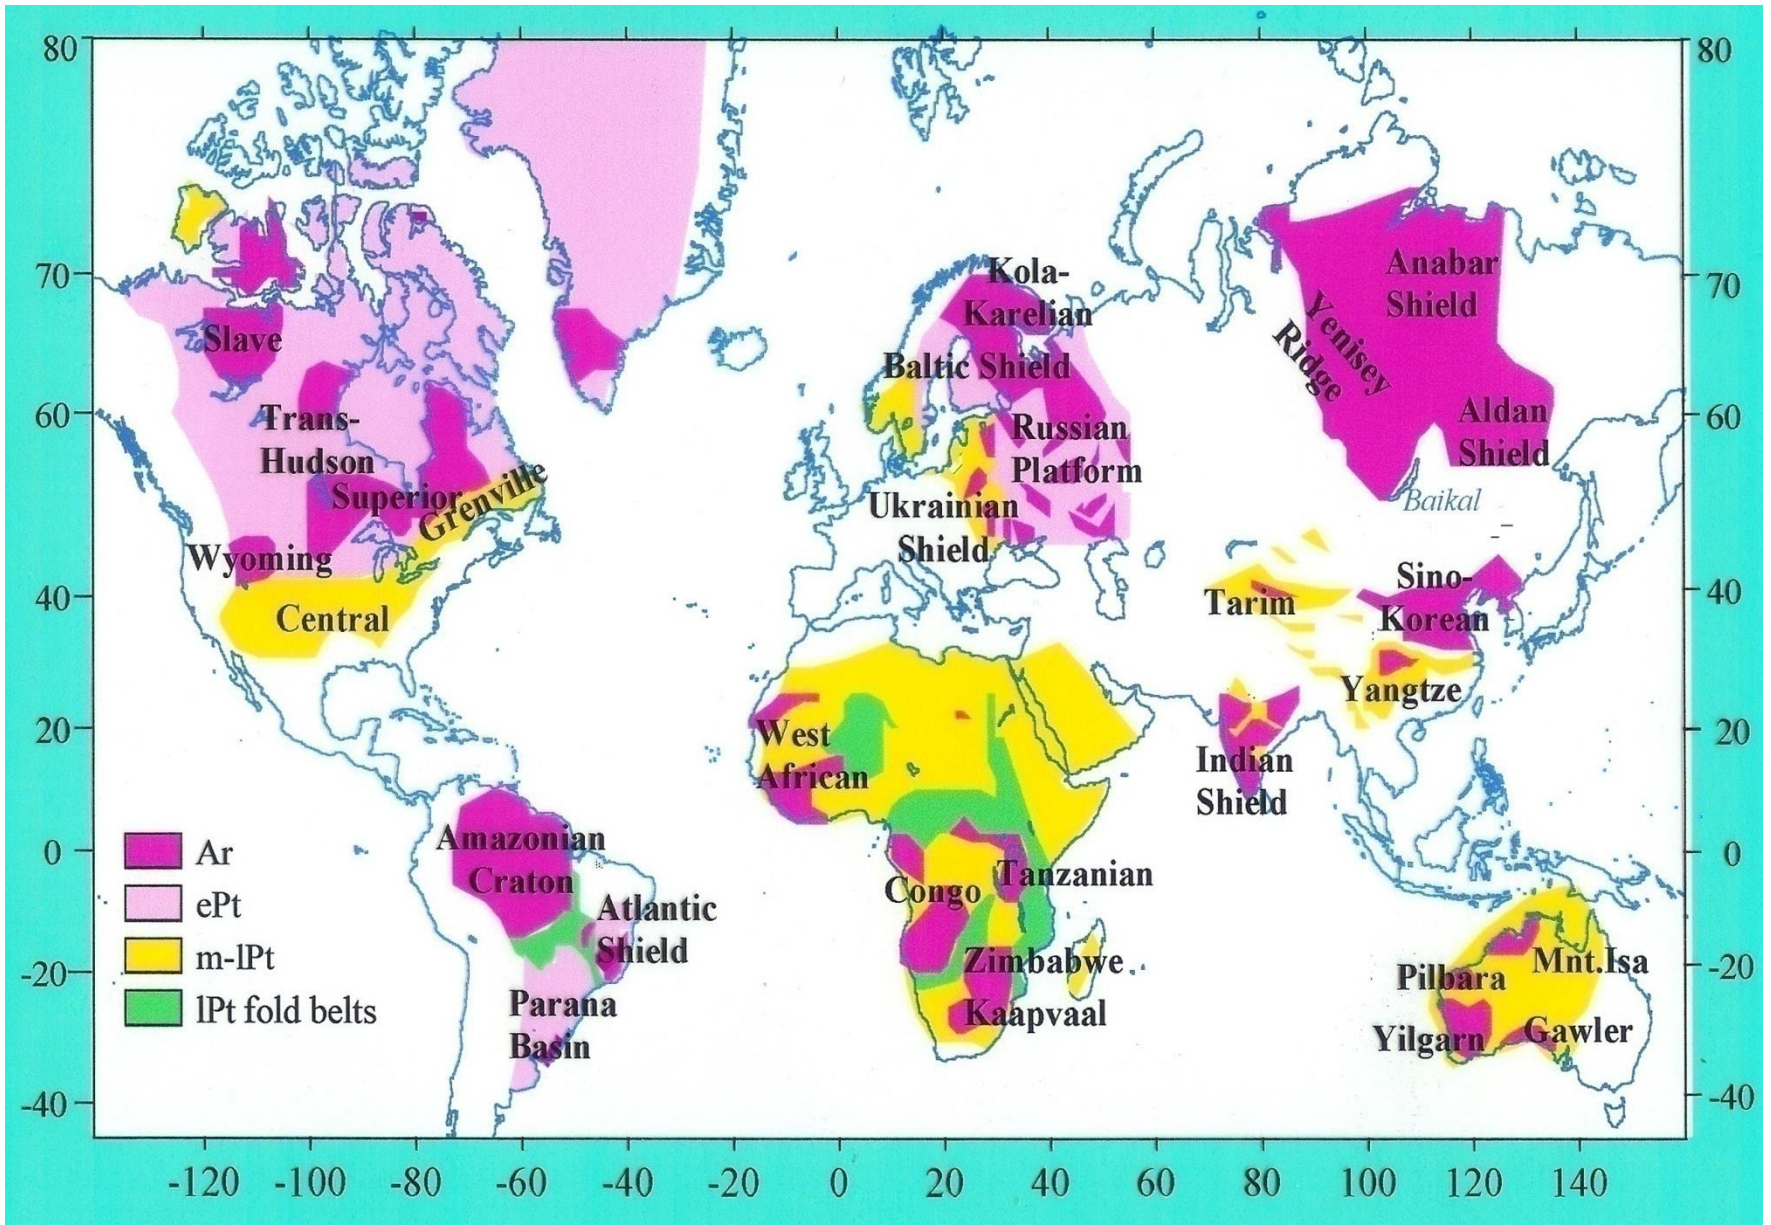 80
80
70
70
60
60
40
40
20
20
0
0
-20
-20
-40
-40
-120 -100 -80 -60 -40 -20 0 20 40 60 80 100 120 140
Slave
Trans-
Hudson
Superior
Grenville
Wyoming
Central
Kola-
Karelian
Baltic Shield
Russian
Platform
Ukrainian
Shield
Anabar
Shield
Yenisey
Ridge
Aldan
Shield
Baikal
Sino-
Korean
Tarim
Yangtze
Indian
Shield
West
African
Congo
Tanzanian
Zimbabwe
Kaapvaal
Amazonian
Craton
Atlantic
Shield
Parana
Basin
Pilbara
Mnt.Isa
Yilgarn
Gawler
Ar
ePt
m-lPt
lPt fold belts